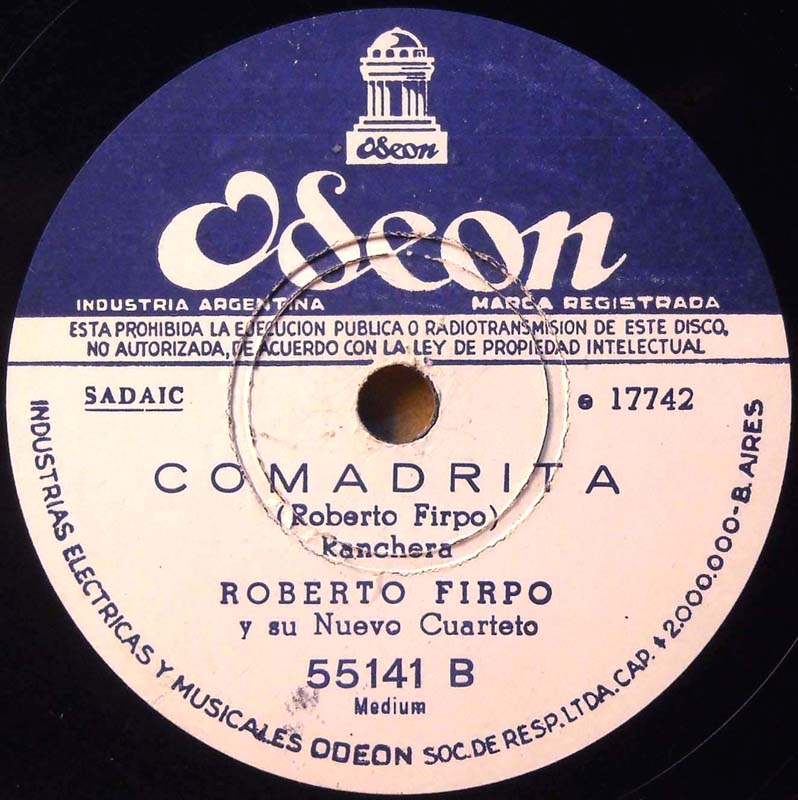 Odeon
Odeon
INDUSTRIA ARGENTINA MARCA REGISTRADA
ESTA PROHIBIDA LA EJECUCION PUBLICA O RADIOTRANSMISION DE ESTE DISCO,
NO AUTORIZADA, DE ACUERDO CON LA LEY DE PROPIEDAD INTELECTUAL
SADAIC e 17742
COMADRITA
(Roberto Firpo)
Ranchera
ROBERTO FIRPO
y su Nuevo Cuarteto
55141 B
Medium
INDUSTRIAS ELECTRICAS Y MUSICALES ODEON SOC. DE RESP. LTDA. CAP. $ 2.000.000-B. AIRES